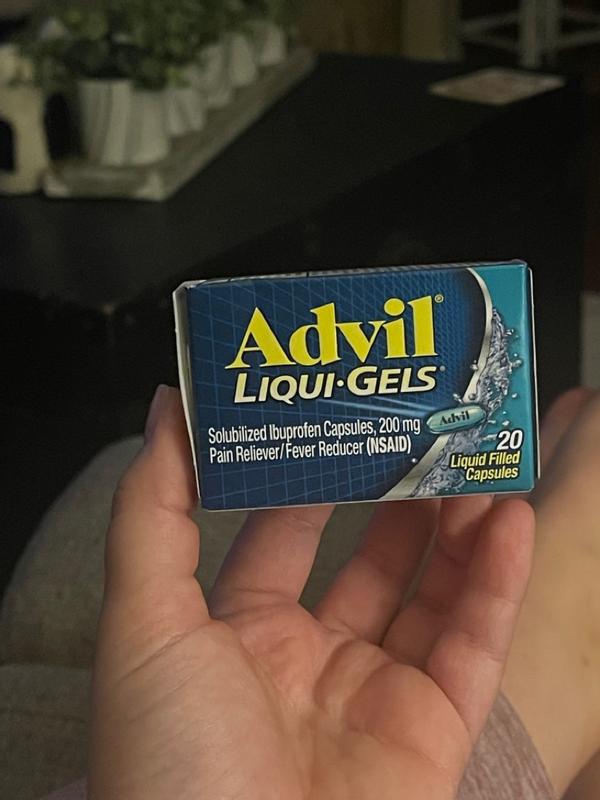 Advil®
LIQUI·GELS®
Solubilized Ibuprofen Capsules, 200 mg
Pain Reliever/Fever Reducer (NSAID)
Advil
20
Liquid Filled
Capsules